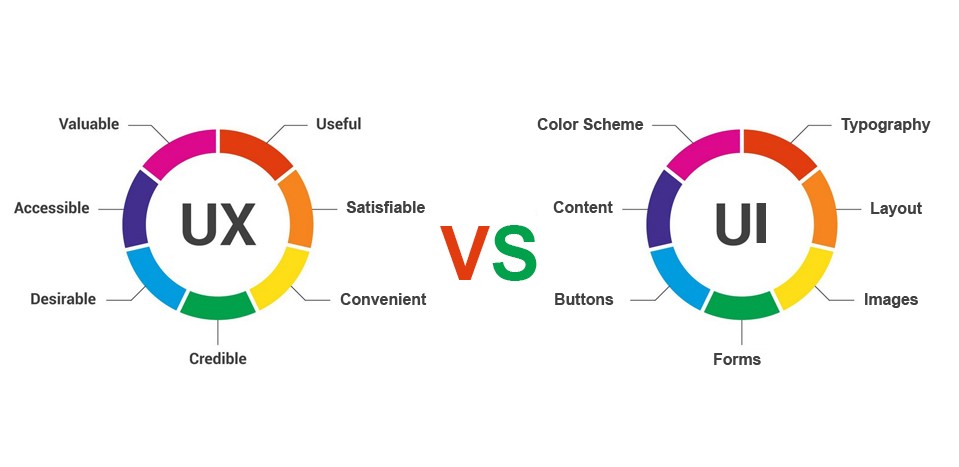 Valuable
Useful
Accessible
UX
Satisfiable
Desirable
Convenient
Credible
VS
Color Scheme
Typography
Content
UI
Layout
Buttons
Images
Forms